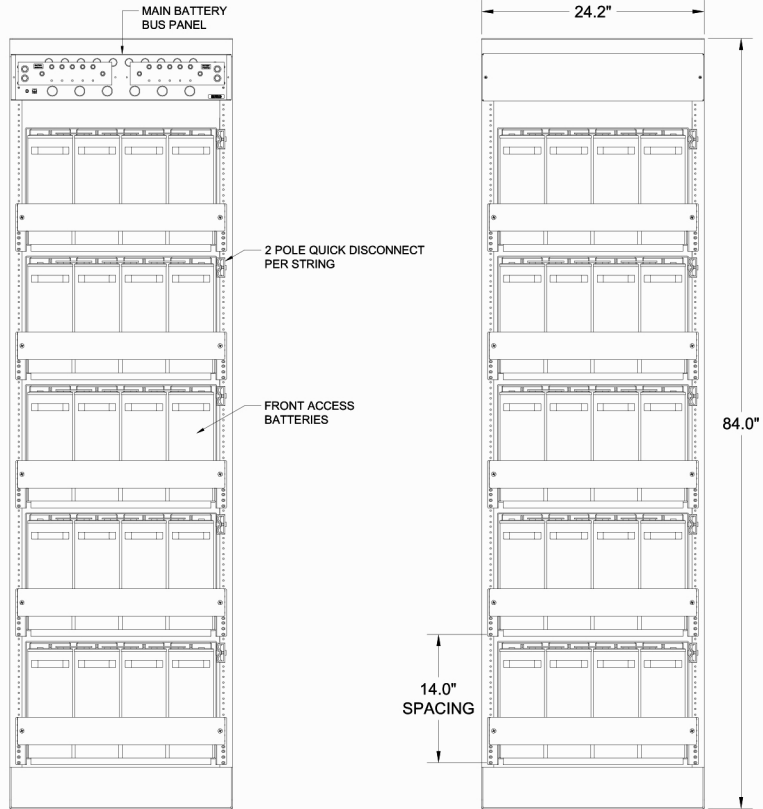 MAIN BATTERY
BUS PANEL
24.2"
2 POLE QUICK DISCONNECT
PER STRING
FRONT ACCESS
BATTERIES
84.0"
14.0"
SPACING